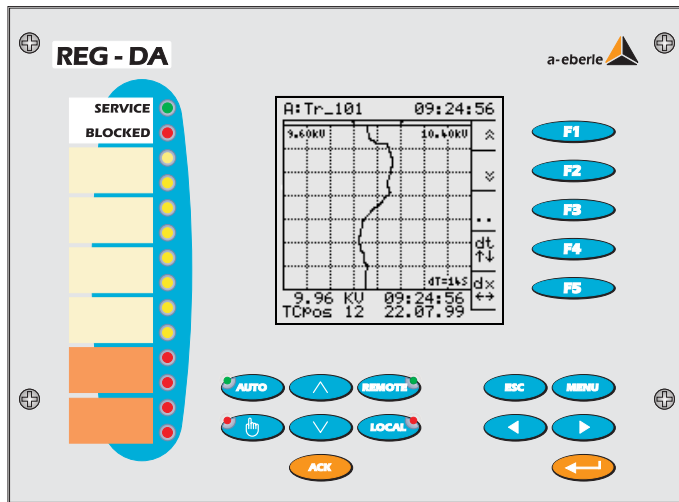 REG - DA
a-eberle
SERVICE
BLOCKED
A:Tr_101 09:24:56
9.60kV 10.40kV
dt
dT=14S
dx
9.96 KV 09:24:56
TCpos 12 22.07.99
F1
F2
F3
F4
F5
AUTO
REMOTE
LOCAL
ACK
ESC
MENU